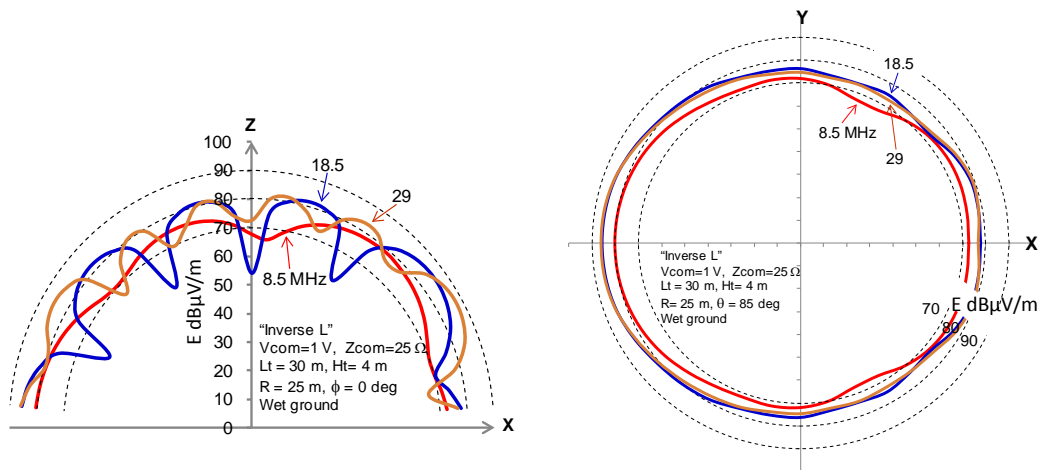 Z
100
90
80
70
60
50
40
30
20
10
0
E dBμV/m
18.5
29
8.5 MHz
X
"Inverse L"
Vcom=1 V, Zcom=25 Ω
Lt = 30 m, Ht= 4 m
R = 25 m, ϕ = 0 deg
Wet ground
Y
18.5
8.5 MHz
29
X
"Inverse L"
Vcom=1 V, Zcom=25 Ω
Lt = 30 m, Ht= 4 m
R= 25 m, θ = 85 deg
Wet ground
E dBμV/m
70
80
90